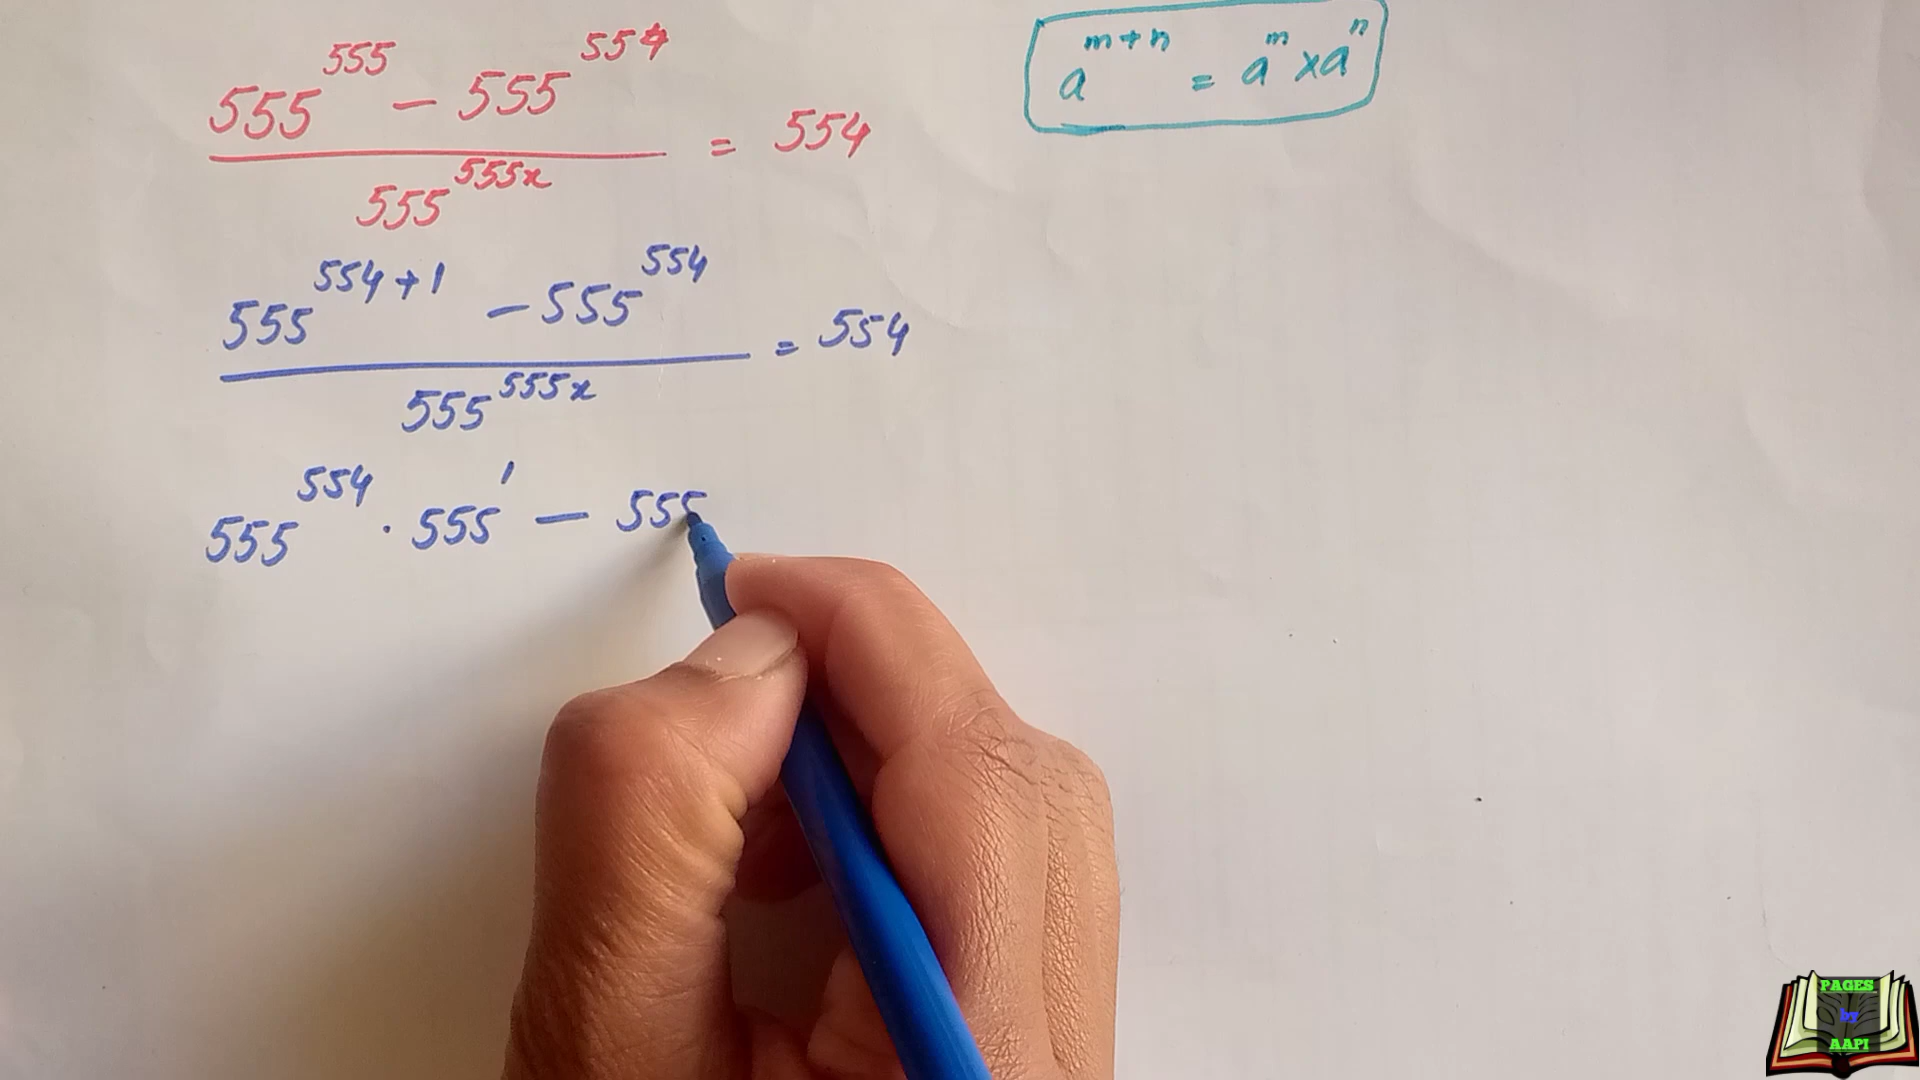 555^555 − 555^554 / 555^555x = 554
a^m+n = a^m × a^n
555^554+1 − 555^554 / 555^555x = 554
555^554 · 555^1 − 555
PAGES
by
AAPI